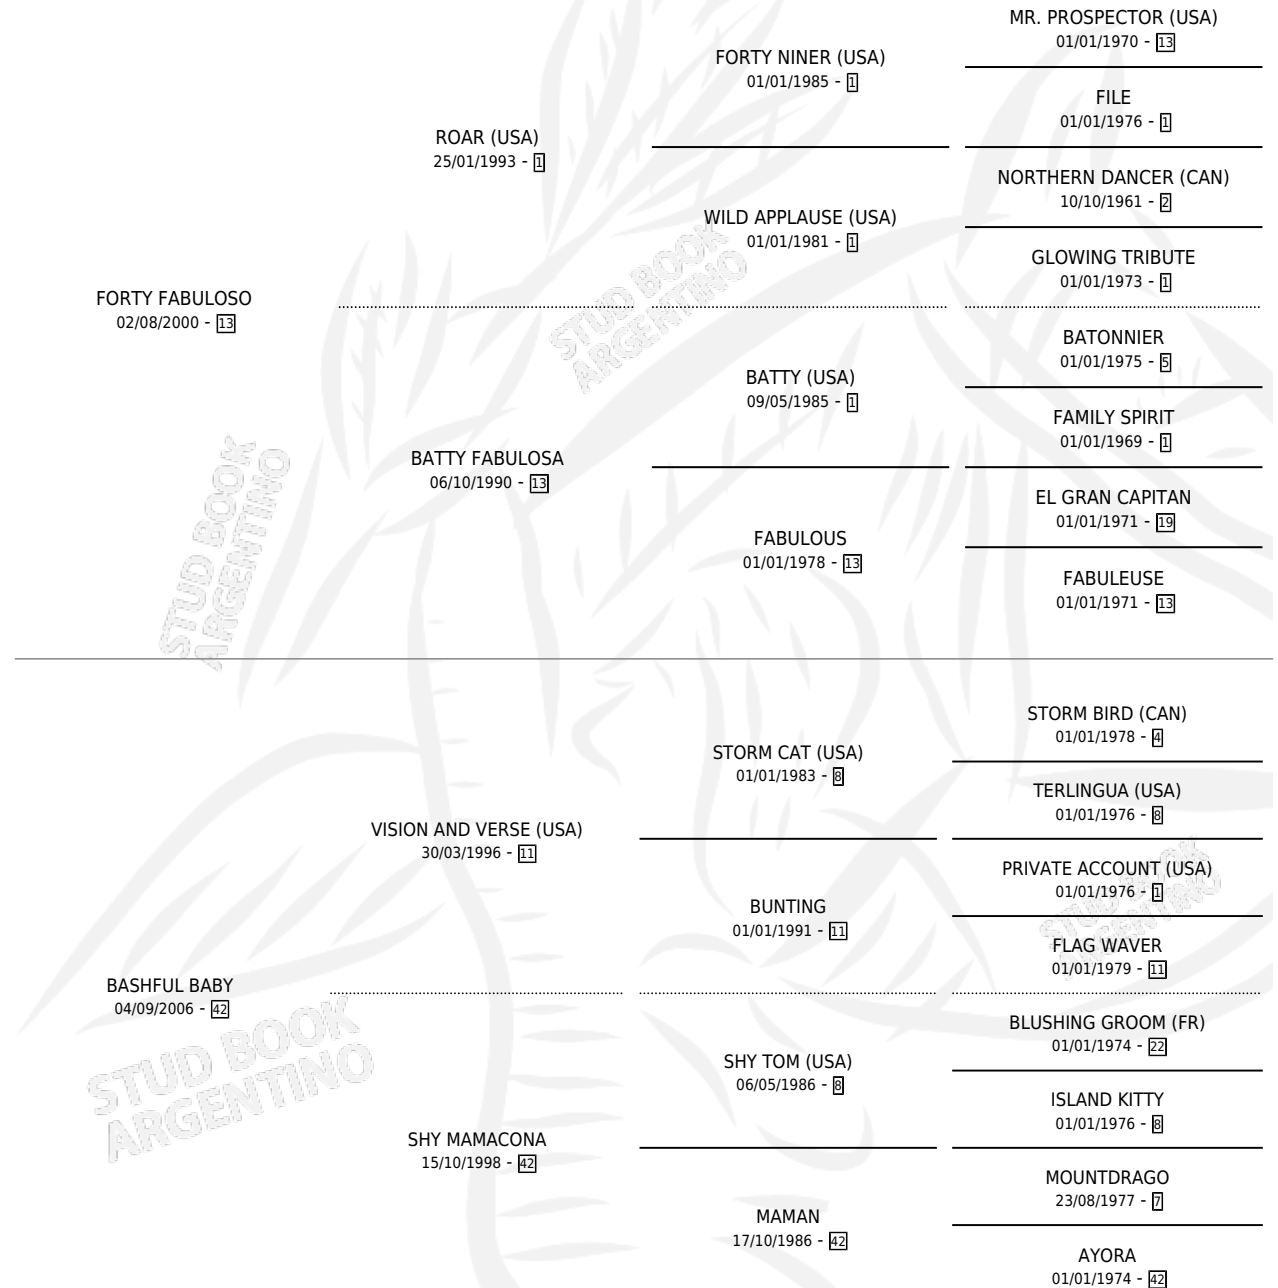 MR. PROSPECTOR (USA)
01/01/1970 - 13
FORTY NINER (USA)
01/01/1985 - 1
FILE
01/01/1976 - 1
ROAR (USA)
25/01/1993 - 1
NORTHERN DANCER (CAN)
10/10/1961 - 2
WILD APPLAUSE (USA)
01/01/1981 - 1
GLOWING TRIBUTE
01/01/1973 - 1
FORTY FABULOSO
02/08/2000 - 13
BATONNIER
01/01/1975 - 5
BATTY (USA)
09/05/1985 - 1
FAMILY SPIRIT
01/01/1969 - 1
BATTY FABULOSA
06/10/1990 - 13
EL GRAN CAPITAN
01/01/1971 - 19
FABULOUS
01/01/1978 - 13
FABULEUSE
01/01/1971 - 13
STORM BIRD (CAN)
01/01/1978 - 4
STORM CAT (USA)
01/01/1983 - 8
TERLINGUA (USA)
01/01/1976 - 8
VISION AND VERSE (USA)
30/03/1996 - 11
PRIVATE ACCOUNT (USA)
01/01/1976 - 1
BUNTING
01/01/1991 - 11
FLAG WAVER
01/01/1979 - 11
BASHFUL BABY
04/09/2006 - 42
BLUSHING GROOM (FR)
01/01/1974 - 22
SHY TOM (USA)
06/05/1986 - 8
ISLAND KITTY
01/01/1976 - 8
SHY MAMACONA
15/10/1998 - 42
MOUNTDRAGO
23/08/1977 - 7
MAMAN
17/10/1986 - 42
AYORA
01/01/1974 - 42
STUD BOOK
ARGENTINO
STUD BOOK
ARGENTINO
STUD BOOK
ARGENTINO
STUD BOOK
ARGENTINO